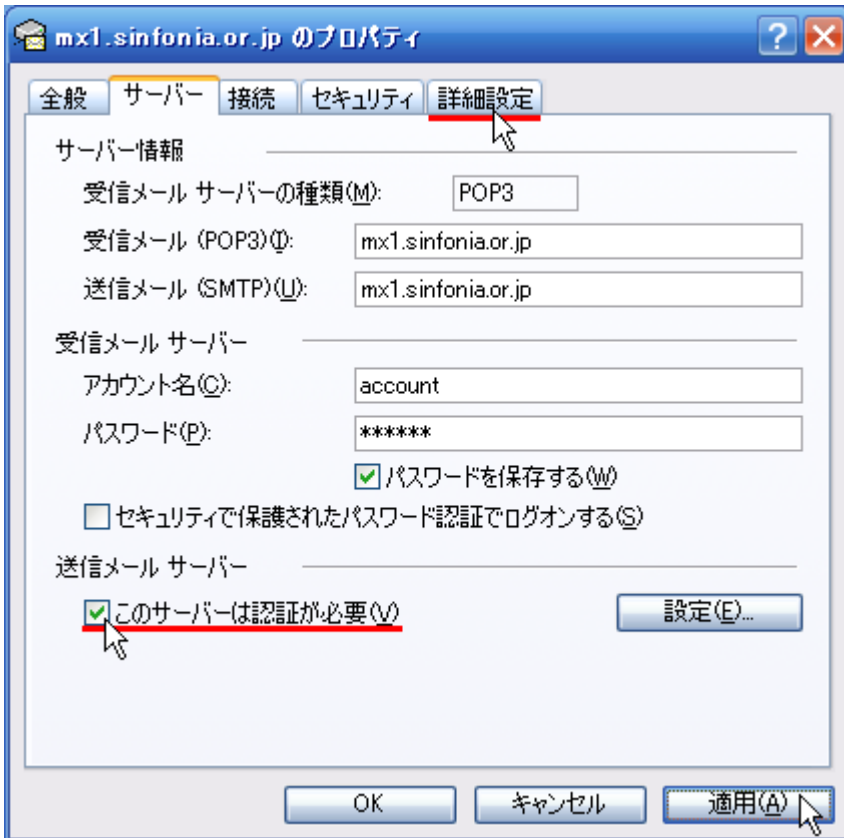 mx1.sinfonia.or.jp のプロパティ
全般 サーバー 接続 セキュリティ 詳細設定
サーバー情報
受信メール サーバーの種類(M): POP3
受信メール (POP3)(I): mx1.sinfonia.or.jp
送信メール (SMTP)(U): mx1.sinfonia.or.jp
受信メール サーバー
アカウント名(C): account
パスワード(P): ******
パスワードを保存する(W)
セキュリティで保護されたパスワード認証でログオンする(S)
送信メール サーバー
このサーバーは認証が必要(V) 設定(E)...
OK キャンセル 適用(A)